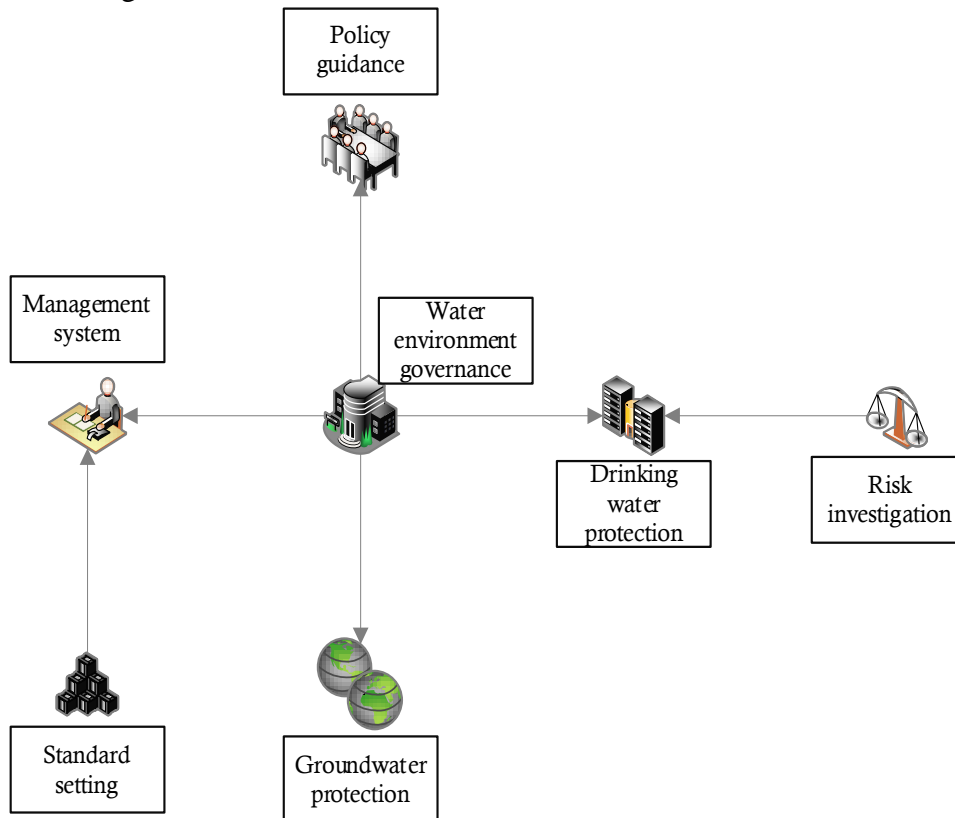 Policy
guidance
Management
system
Water
environment
governance
Drinking
water
protection
Risk
investigation
Standard
setting
Groundwater
protection